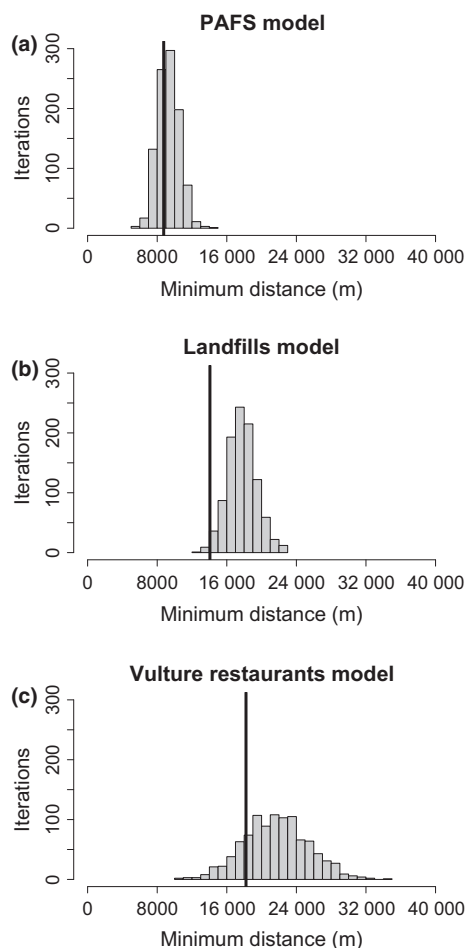 PAFS model
(a)
Iterations
0 100 200 300
0 8000 16 000 24 000 32 000 40 000
Minimum distance (m)
Landfills model
(b)
Iterations
0 100 200 300
0 8000 16 000 24 000 32 000 40 000
Minimum distance (m)
Vulture restaurants model
(c)
Iterations
0 100 200 300
0 8000 16 000 24 000 32 000 40 000
Minimum distance (m)